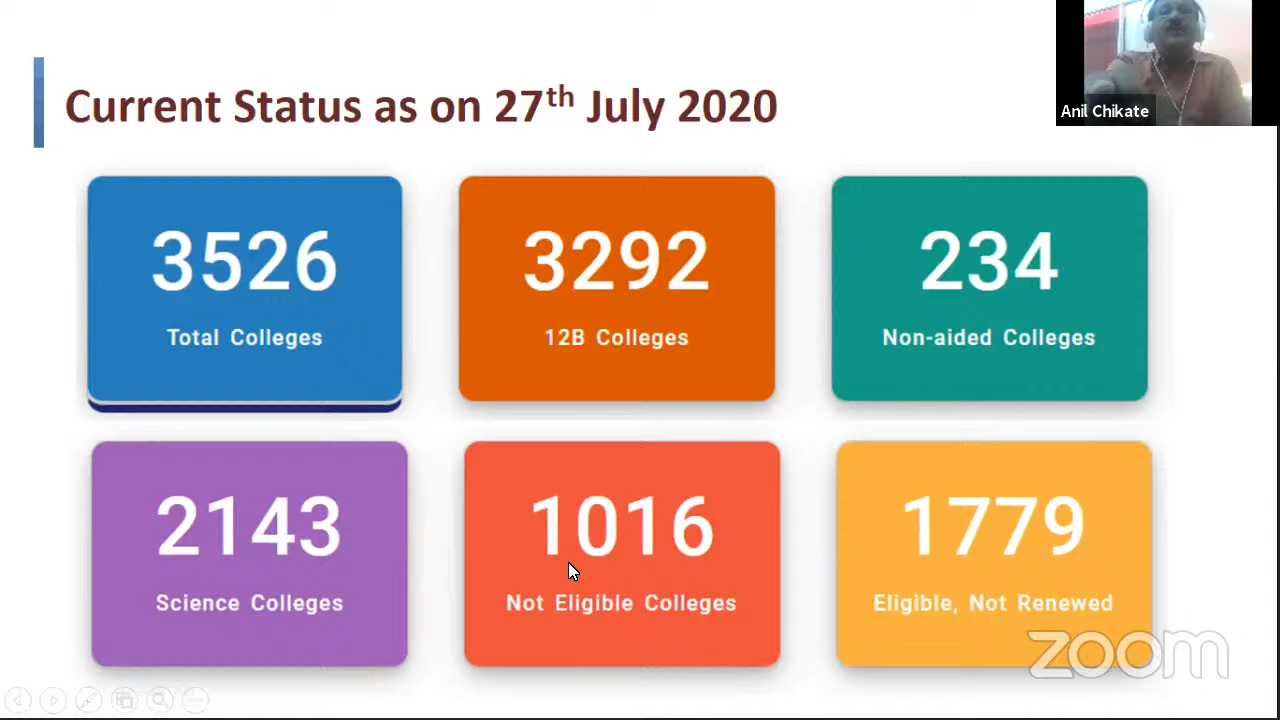 Anil Chikate
Current Status as on 27th July 2020
3526
Total Colleges
3292
12B Colleges
234
Non-aided Colleges
2143
Science Colleges
1016
Not Eligible Colleges
1779
Eligible, Not Renewed
zoom